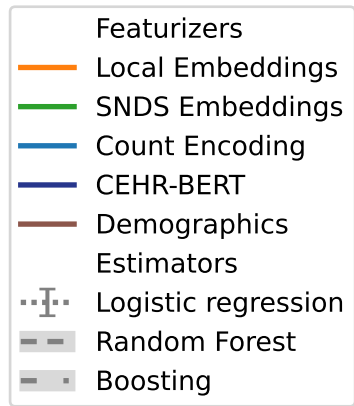 Featurizers
Local Embeddings
SNDS Embeddings
Count Encoding
CEHR-BERT
Demographics
Estimators
Logistic regression
Random Forest
Boosting